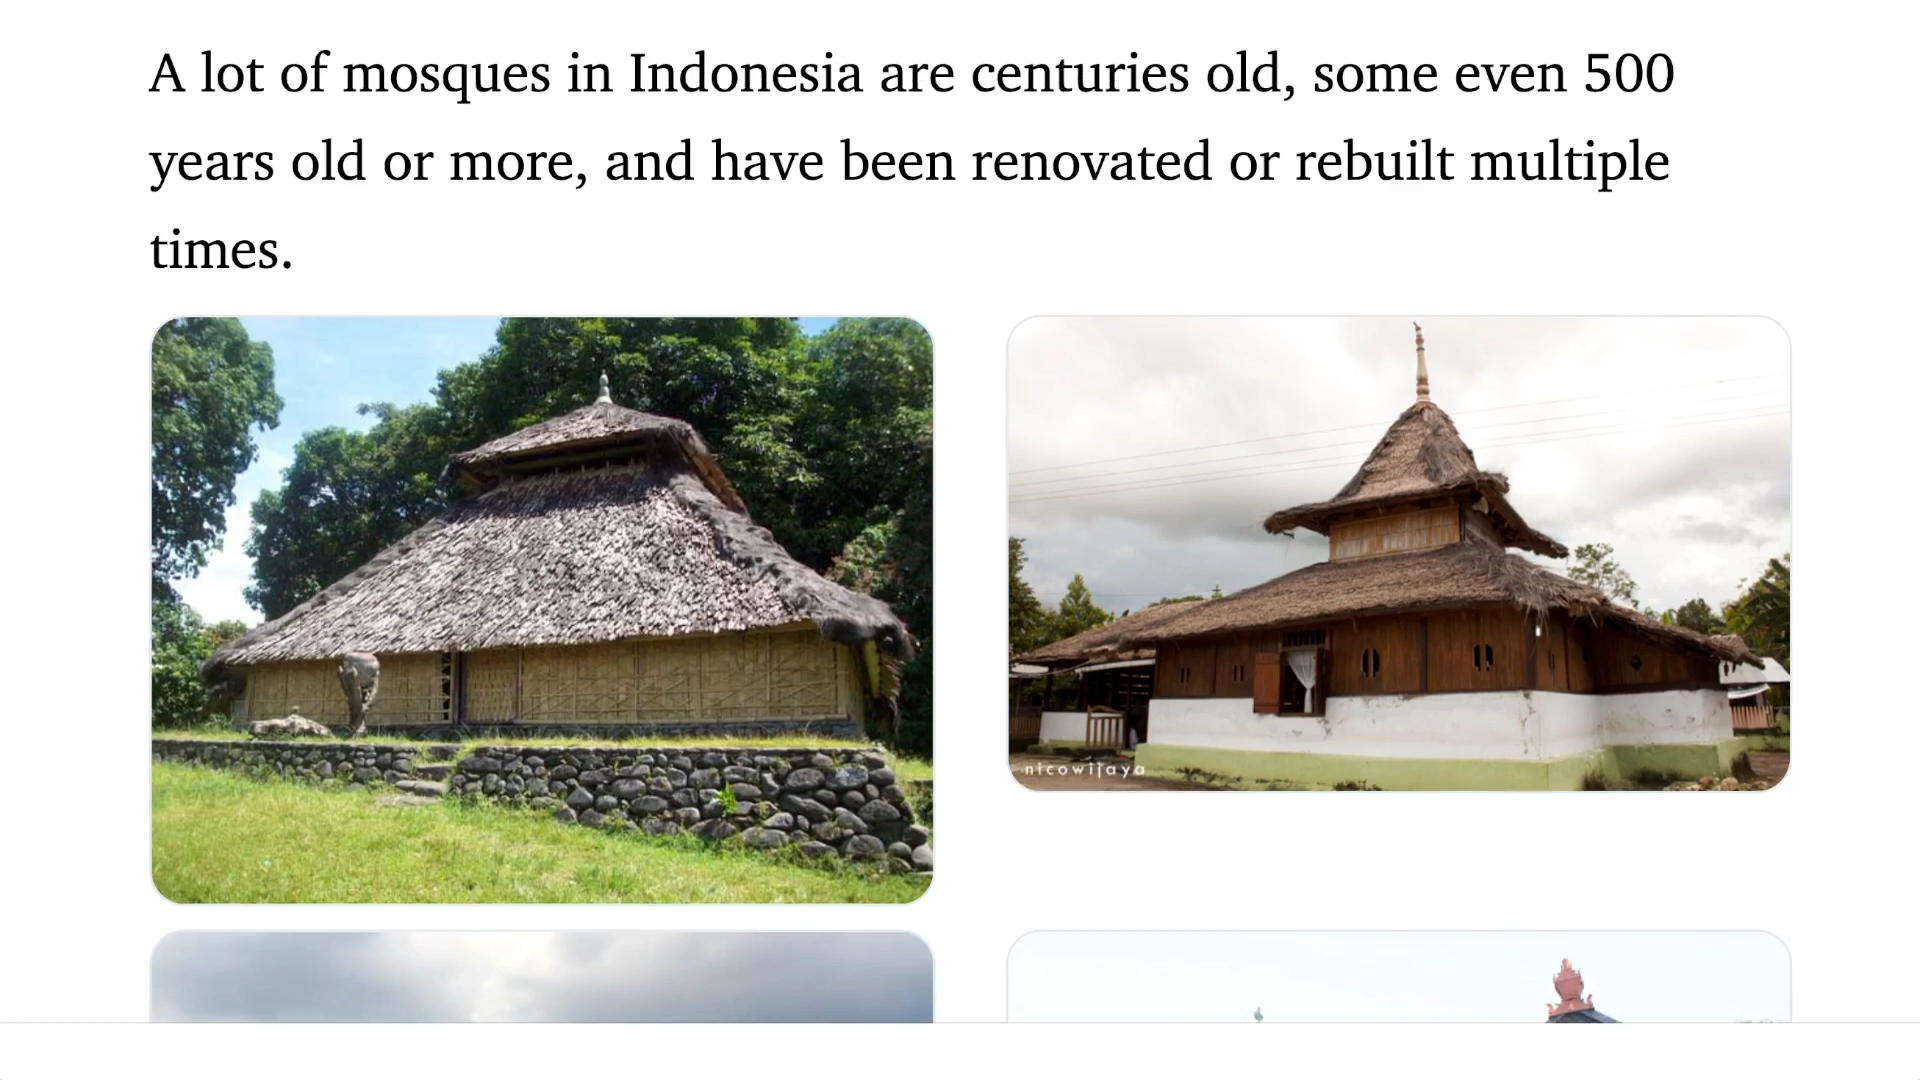 A lot of mosques in Indonesia are centuries old, some even 500
years old or more, and have been renovated or rebuilt multiple
times.
nicowijaya